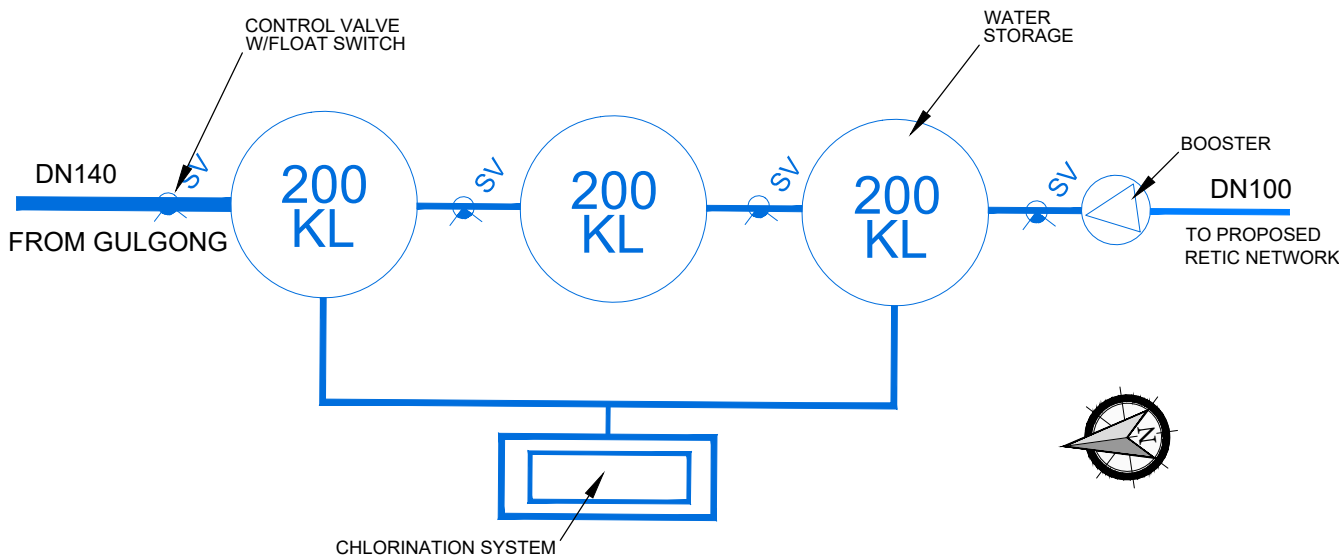 CONTROL VALVE
W/FLOAT SWITCH
WATER
STORAGE
BOOSTER
DN140
SV
SV
SV
SV
DN100
FROM GULGONG
200
KL
200
KL
200
KL
TO PROPOSED
RETIC NETWORK
N
CHLORINATION SYSTEM